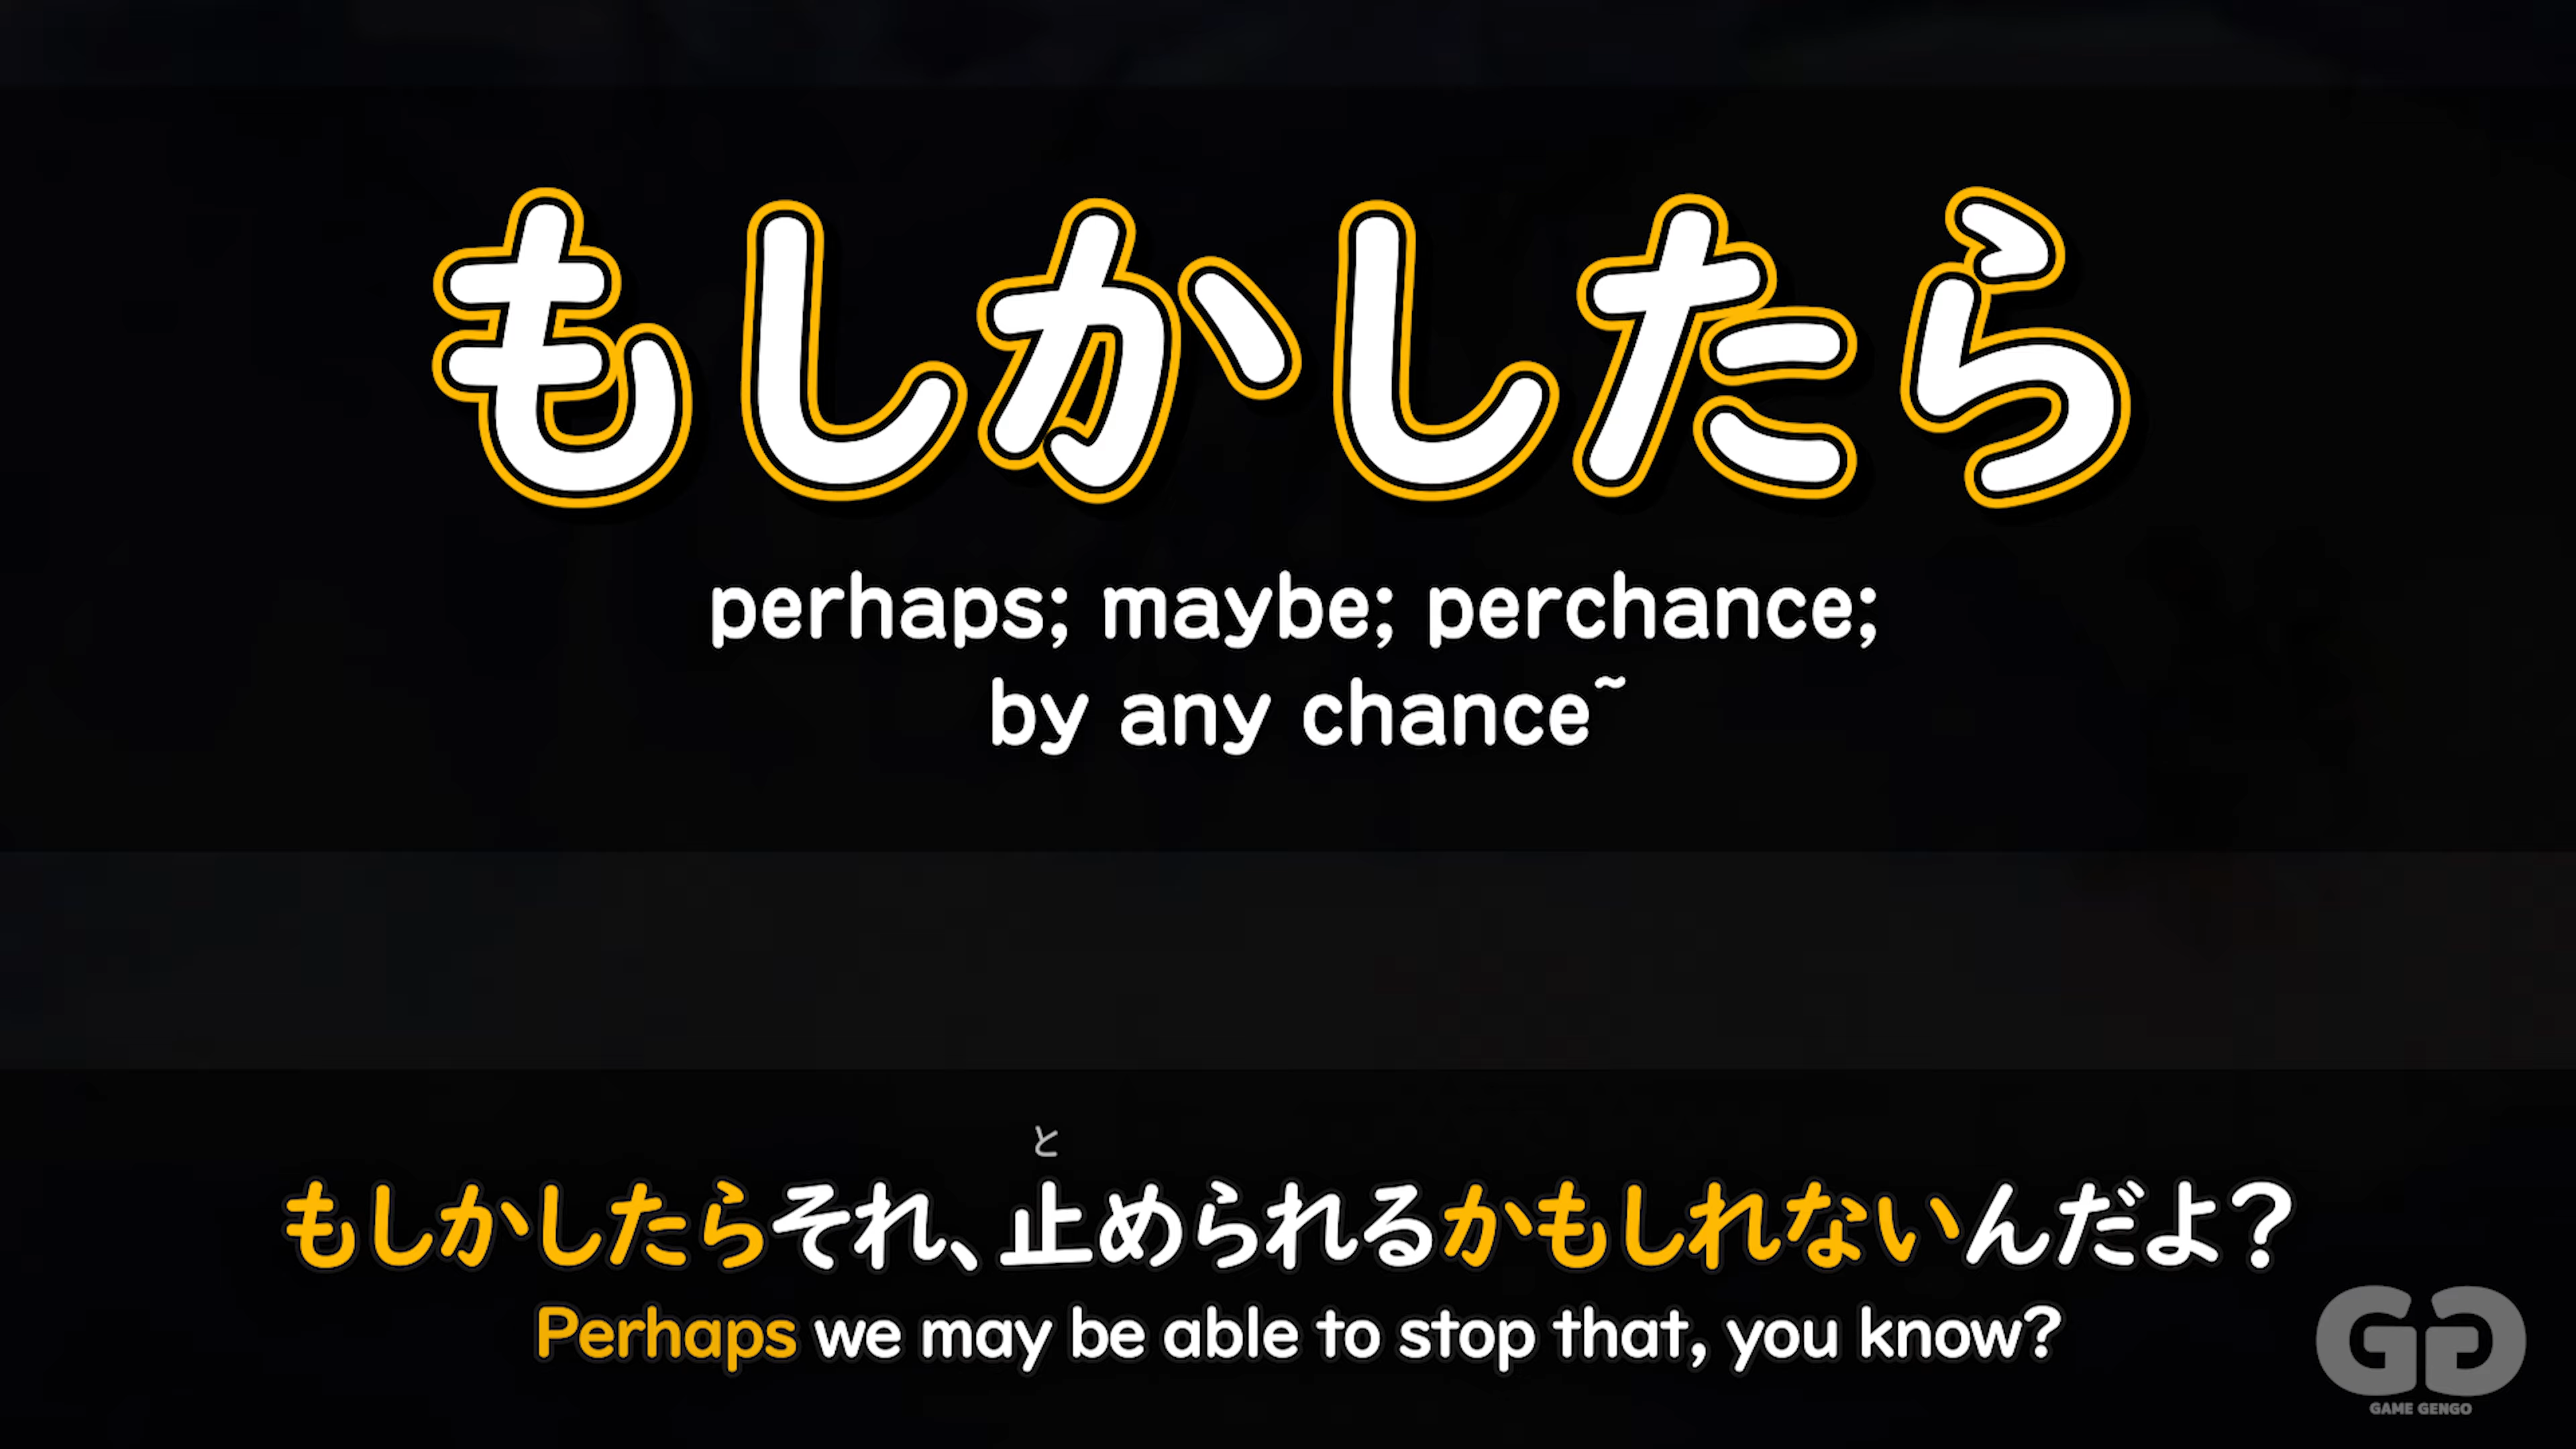 もしかしたら
perhaps; maybe; perchance;
by any chance~
と
もしかしたらそれ、止められるかもしれないんだよ？
Perhaps we may be able to stop that, you know?
GG
GAME GENGO